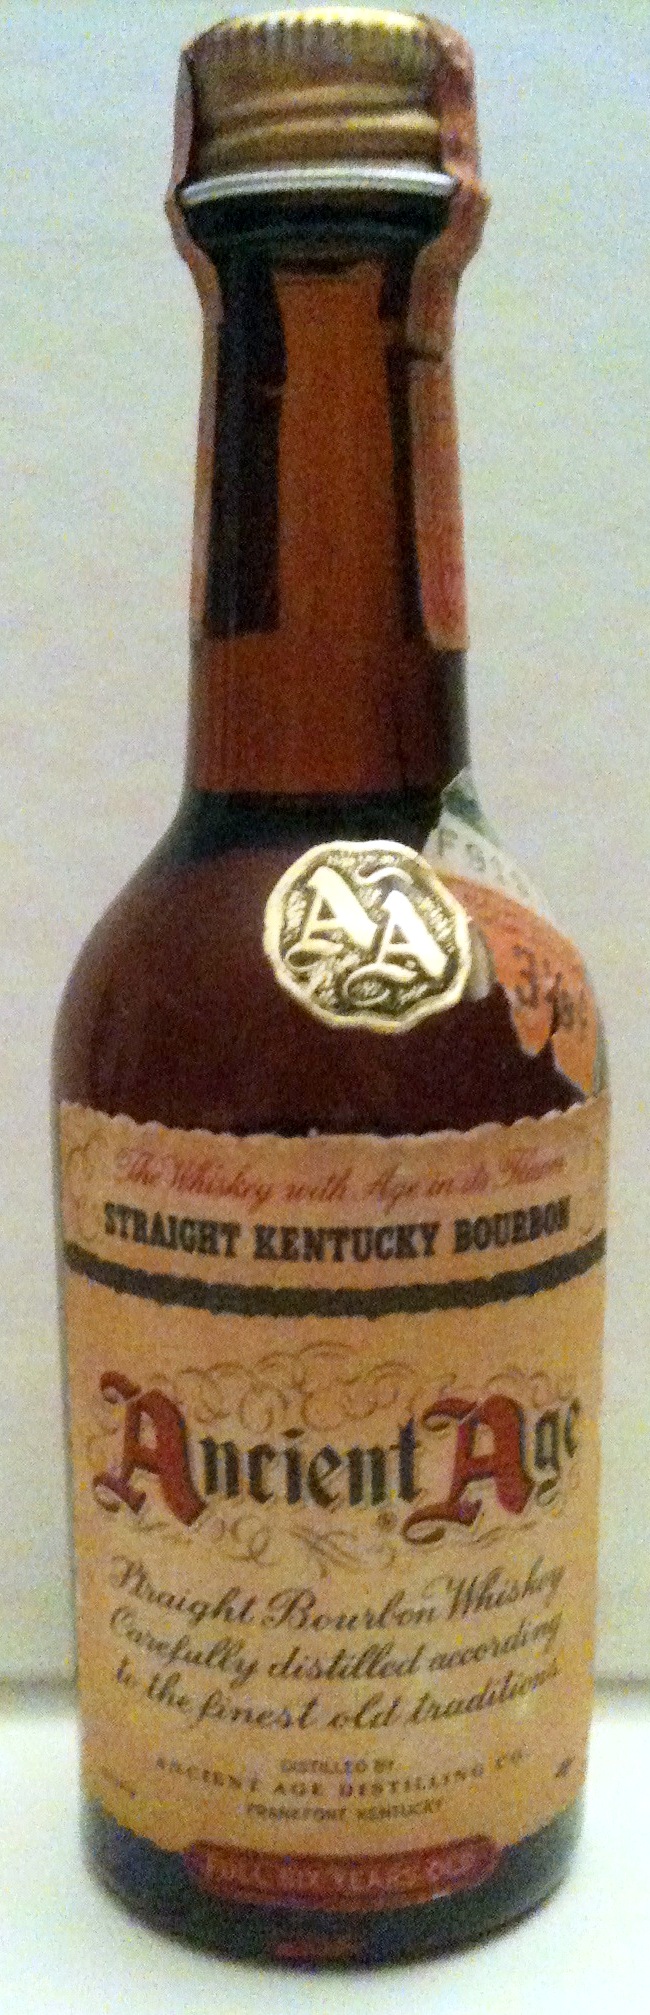 AA
F919
STRAIGHT KENTUCKY BOURBON
The Whiskey with Age in its Flavor
Ancient Age
®
Straight Bourbon Whiskey
Carefully distilled according
to the finest old traditions
DISTILLED BY
ANCIENT AGE DISTILLING CO.
FRANKFORT KENTUCKY
FULL SIX YEARS OLD